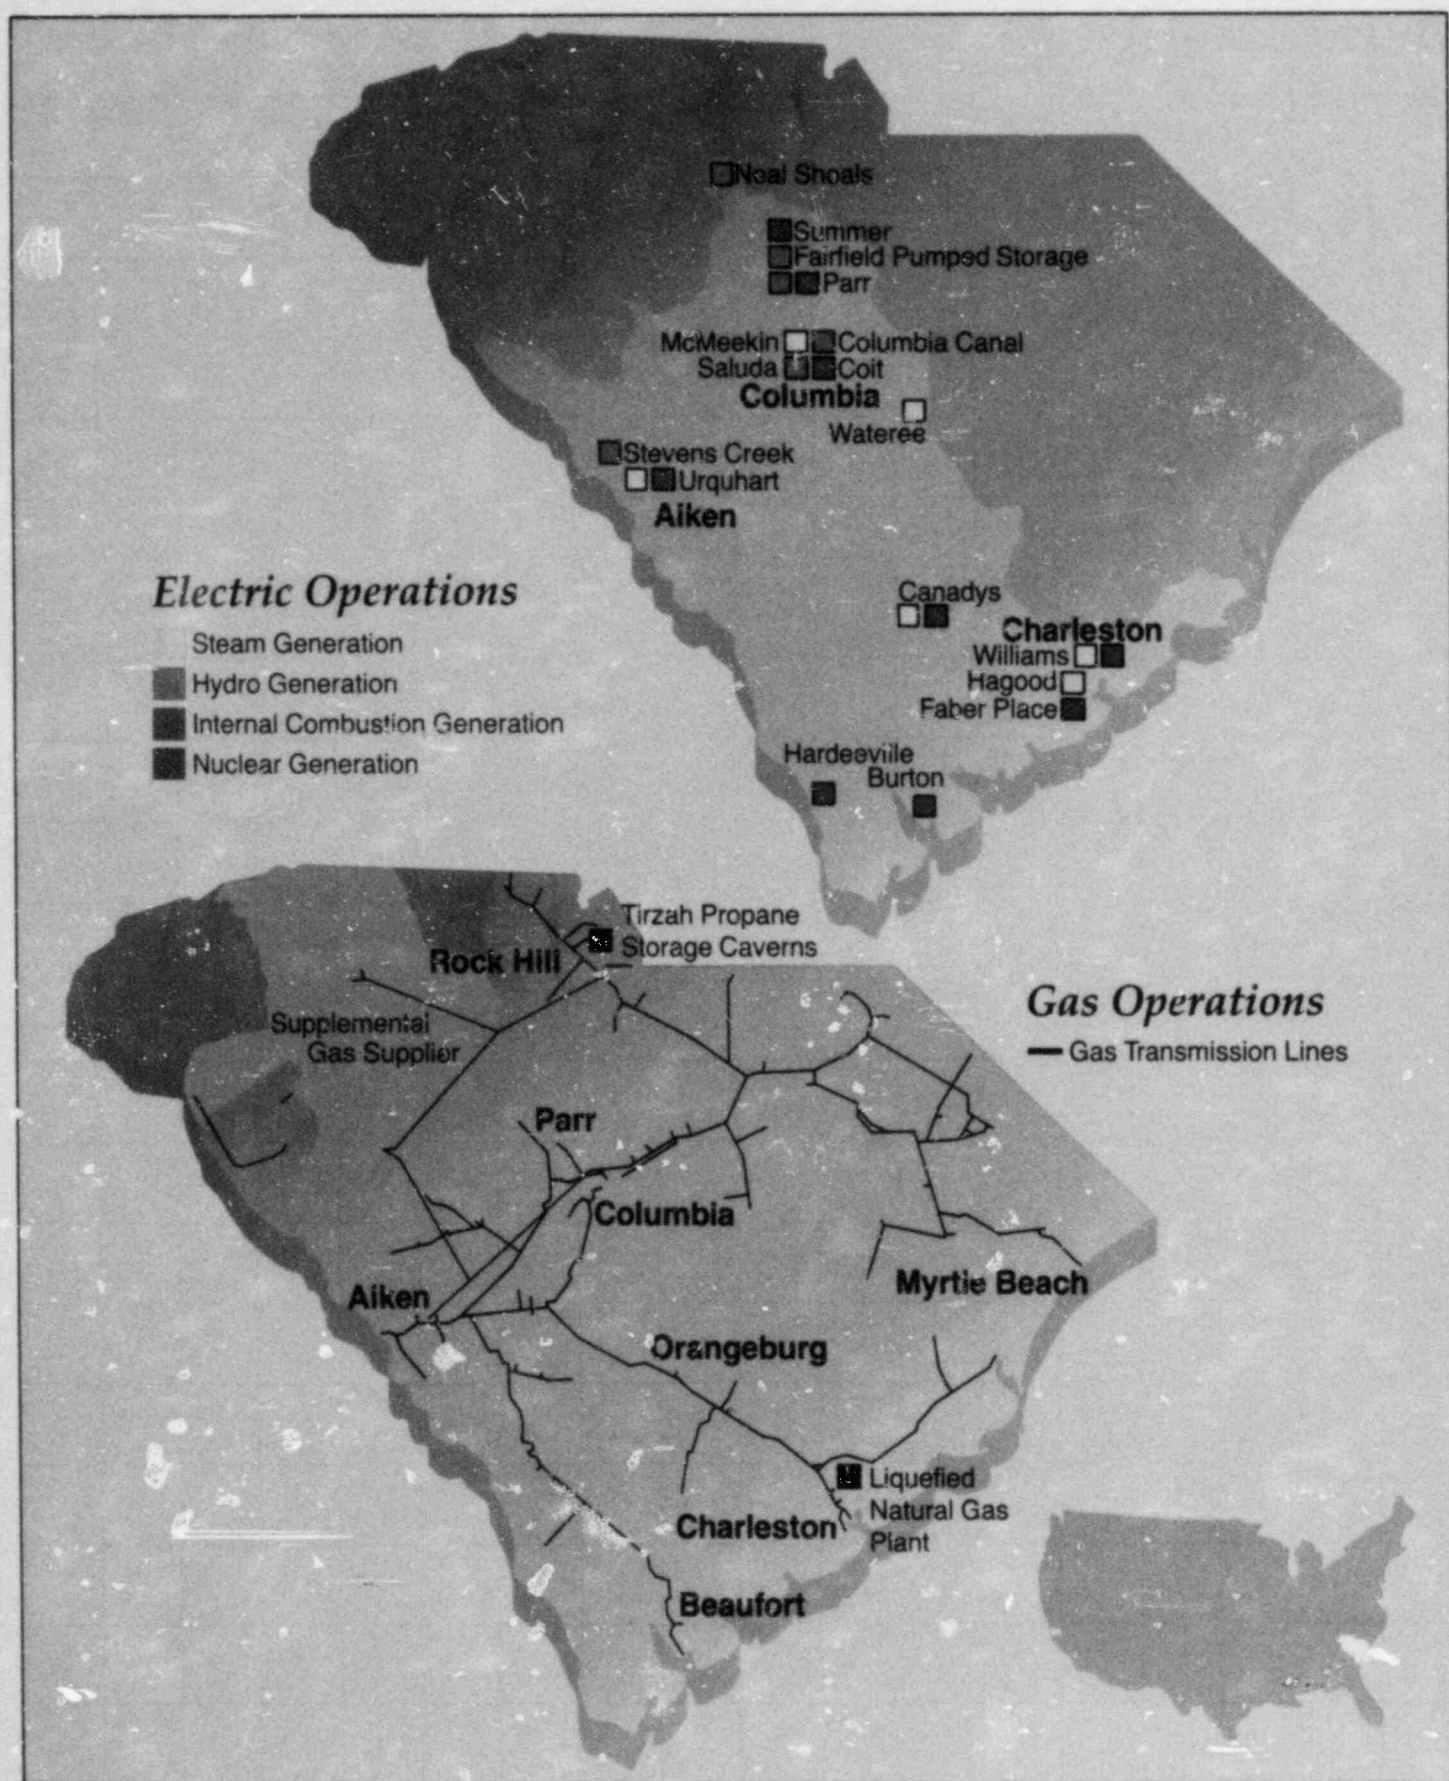 Noal Shoals
Summer
Fairfield Pumped Storage
Parr
McMeekin Columbia Canal
Saluda Coit
Columbia
Wateree
Stevens Creek
Urquhart
Aiken
Electric Operations
Steam Generation
Hydro Generation
Internal Combustion Generation
Nuclear Generation
Canadys
Charleston
Williams
Hagood
Faber Place
Hardeeville
Burton
Tirzah Propane
Storage Caverns
Rock Hill
Supplemental
Gas Supplier
Gas Operations
Gas Transmission Lines
Parr
Columbia
Aiken
Myrtle Beach
Orangeburg
Liquefied
Natural Gas
Plant
Charleston
Beaufort